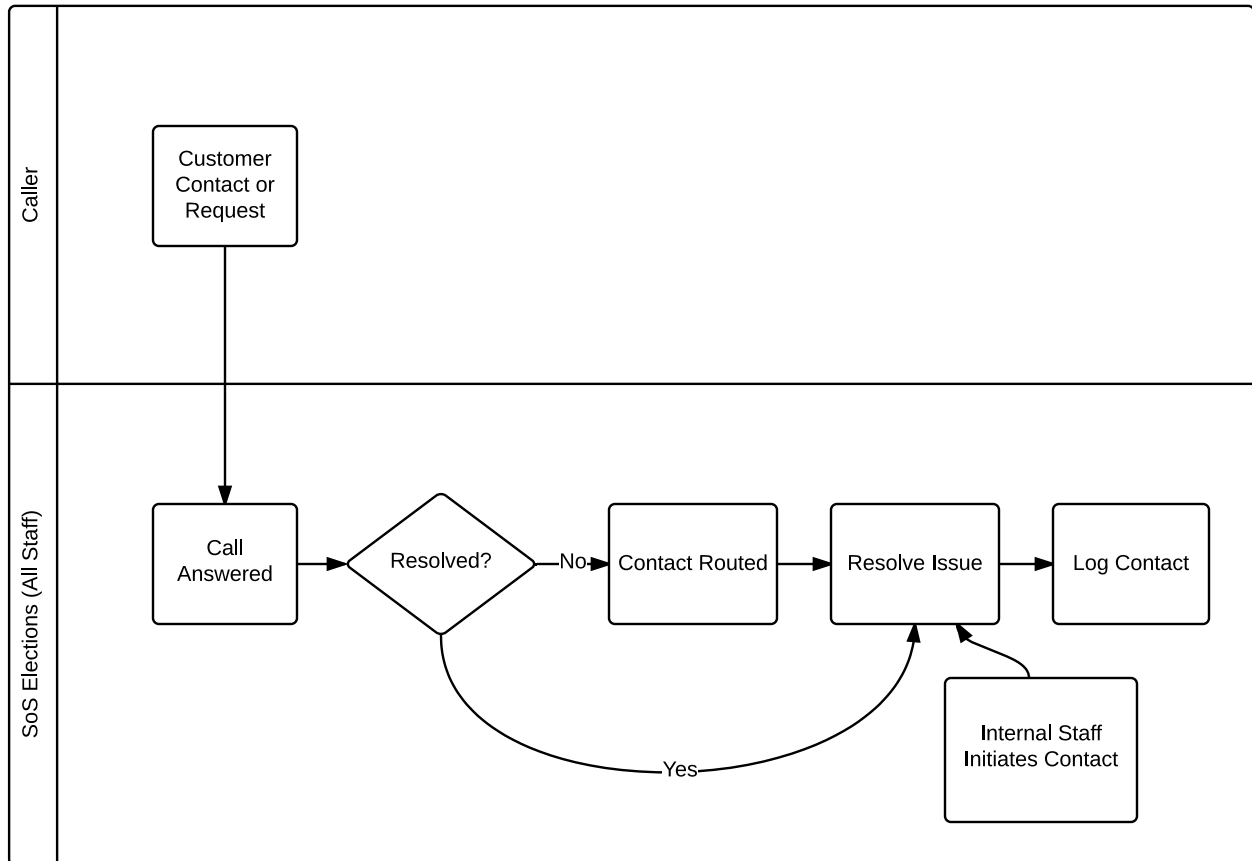 Caller
Customer
Contact or
Request
SoS Elections (All Staff)
Call
Answered
Resolved?
No
Contact Routed
Resolve Issue
Log Contact
Yes
Internal Staff
Initiates Contact